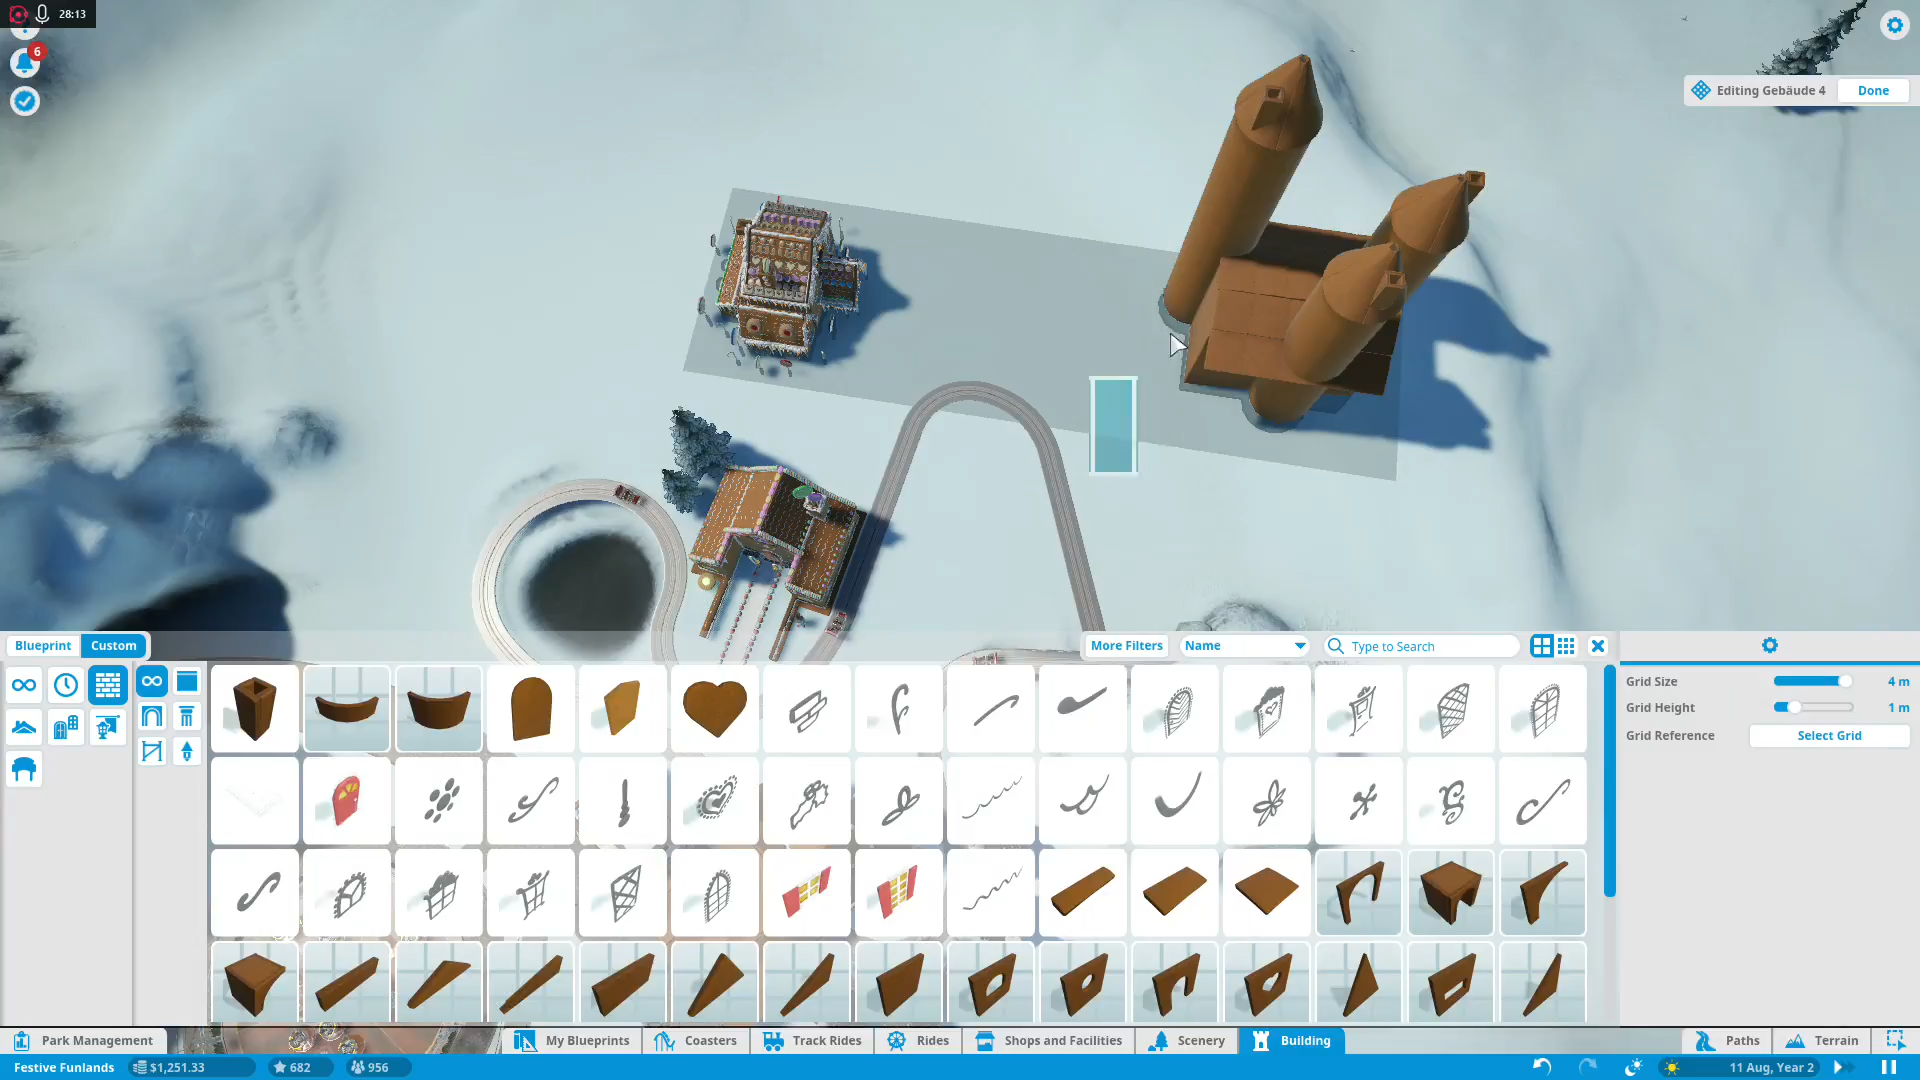 28:13
6
Editing Gebäude 4 Done
Blueprint Custom
More Filters Name Type to Search
Grid Size 4 m
Grid Height 1 m
Grid Reference Select Grid
Park Management My Blueprints Coasters Track Rides Rides Shops and Facilities Scenery Building Paths Terrain
Festive Funlands $1,251.33 682 956 11 Aug, Year 2